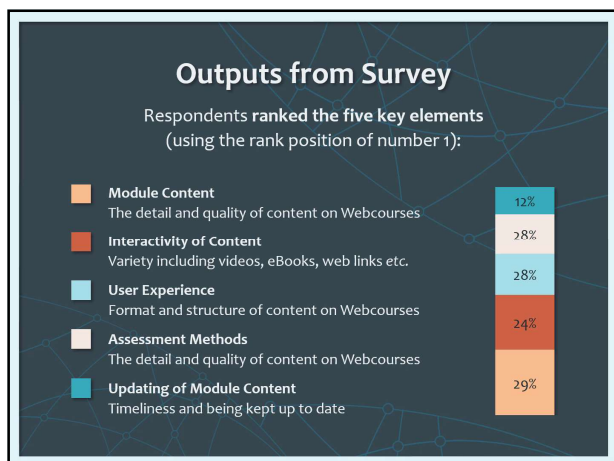 Outputs from Survey
Respondents ranked the five key elements
(using the rank position of number 1):
Module Content
The detail and quality of content on Webcourses
Interactivity of Content
Variety including videos, eBooks, web links etc.
User Experience
Format and structure of content on Webcourses
Assessment Methods
The detail and quality of content on Webcourses
Updating of Module Content
Timeliness and being kept up to date
12%
28%
28%
24%
29%